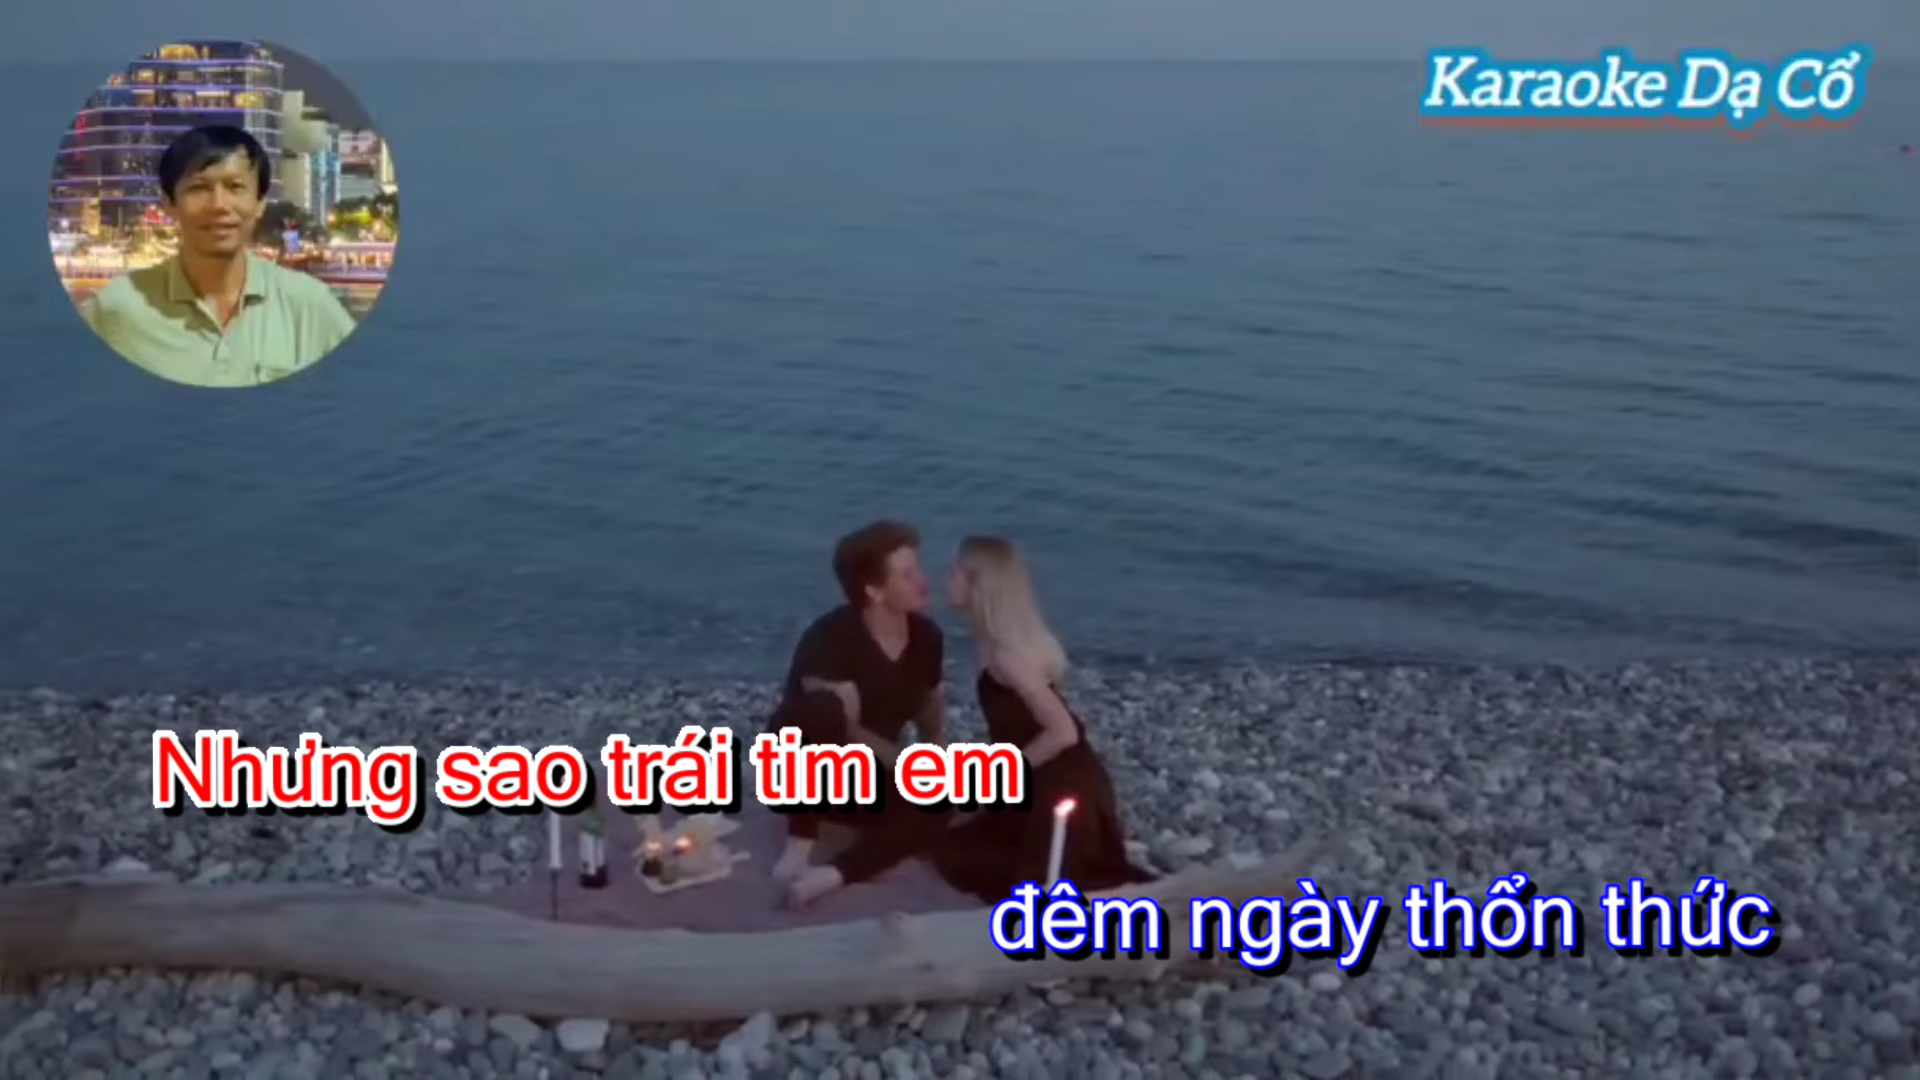 Karaoke Dạ Cổ
Nhưng sao trái tim em
đêm ngày thổn thức